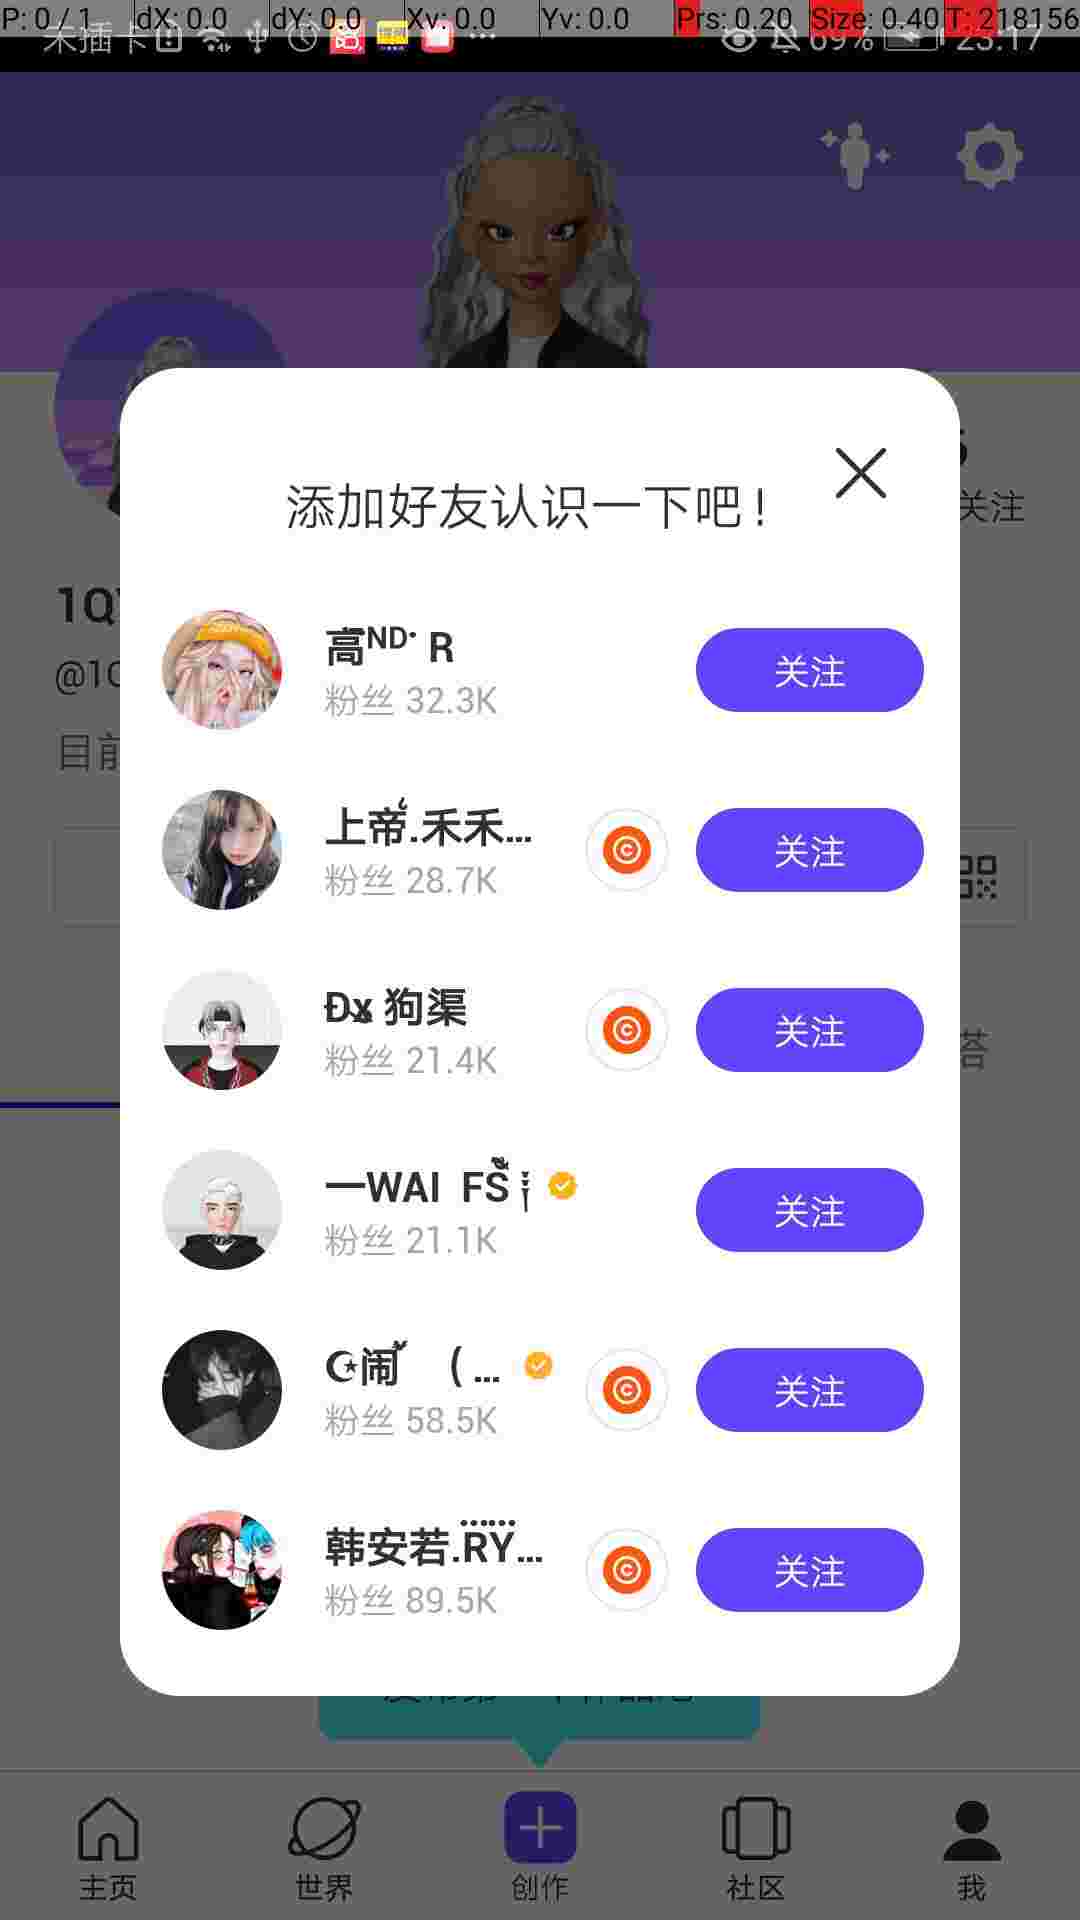 P: 0 / 1 dX: 0.0 dY: 0.0 Xv: 0.0 Yv: 0.0 Prs: 0.20 Size: 0.40 T: 218156
未插卡 69% 23:17
关注
添加好友认识一下吧!
1Q
@1
目前
高ᴺᴰ· R
粉丝 32.3K
关注
上帝.禾禾...
粉丝 28.7K
关注
Ðx 狗渠
粉丝 21.4K
关注
一WAI FS
粉丝 21.1K
关注
☪闹 ( ...
粉丝 58.5K
关注
韩安若.RY...
粉丝 89.5K
关注
主页 世界 创作 社区 我